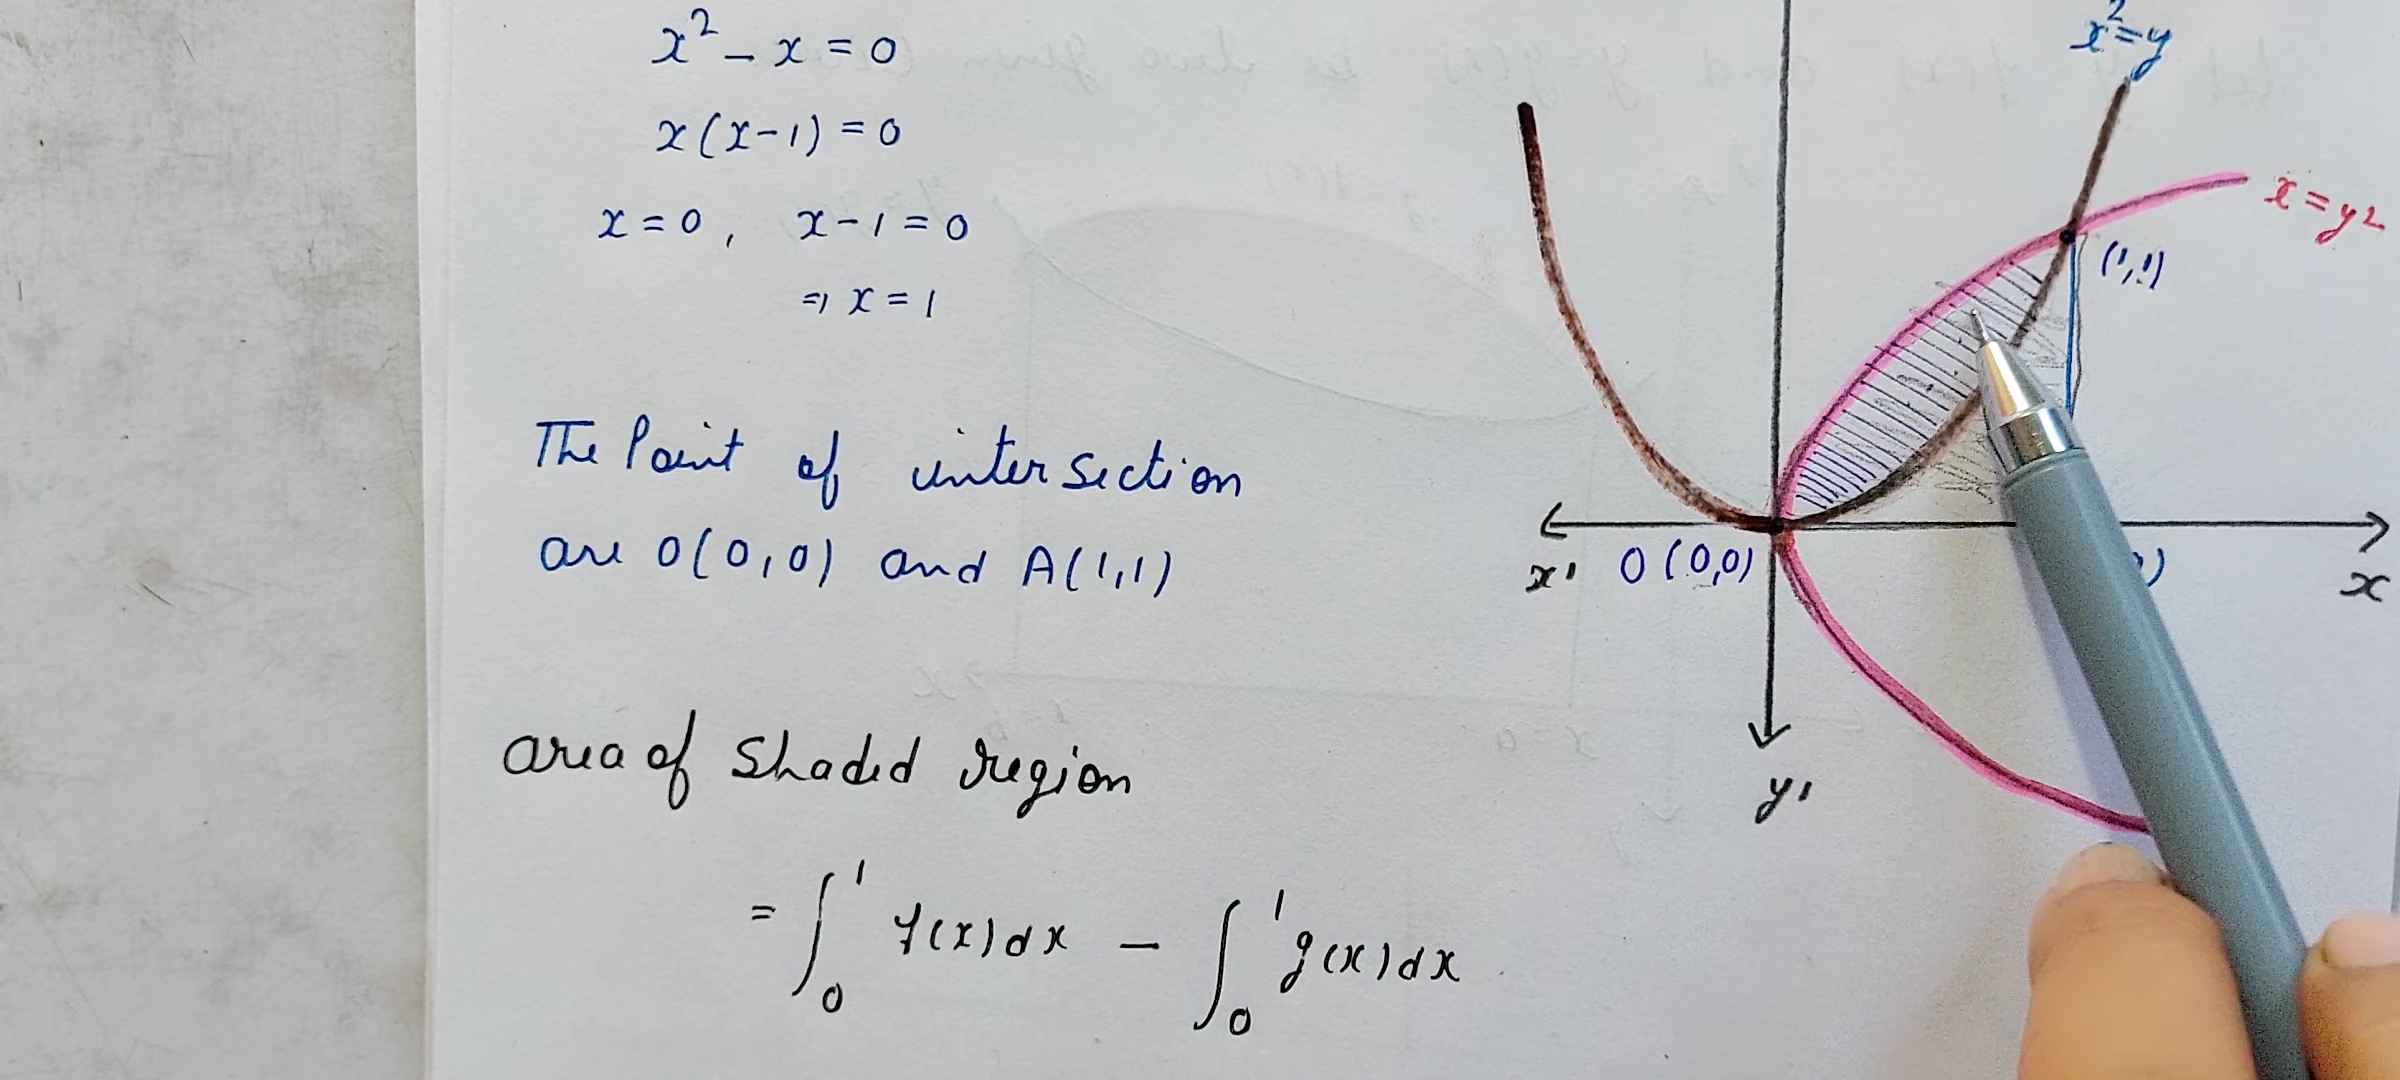 x² - x = 0
x(x-1) = 0
x = 0, x-1 = 0
⇒ x = 1
The Point of intersection
are O(0,0) and A(1,1)
area of shaded region
= ∫₀¹ f(x)dx - ∫₀¹ g(x)dx
x² = y
x = y²
(1,1)
x' O(0,0) ) x
y'